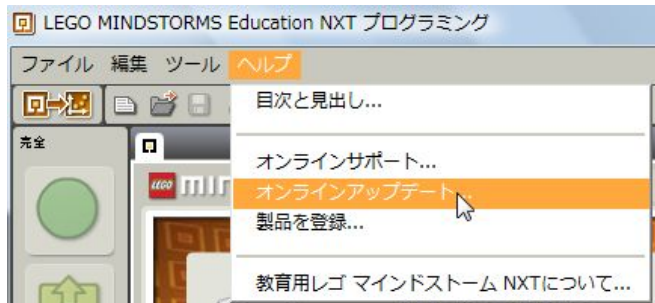 LEGO MINDSTORMS Education NXT プログラミング
ファイル 編集 ツール ヘルプ
目次と見出し...
完全
オンラインサポート...
LEGO
オンラインアップデート...
製品を登録...
教育用レゴ マインドストーム NXTについて...